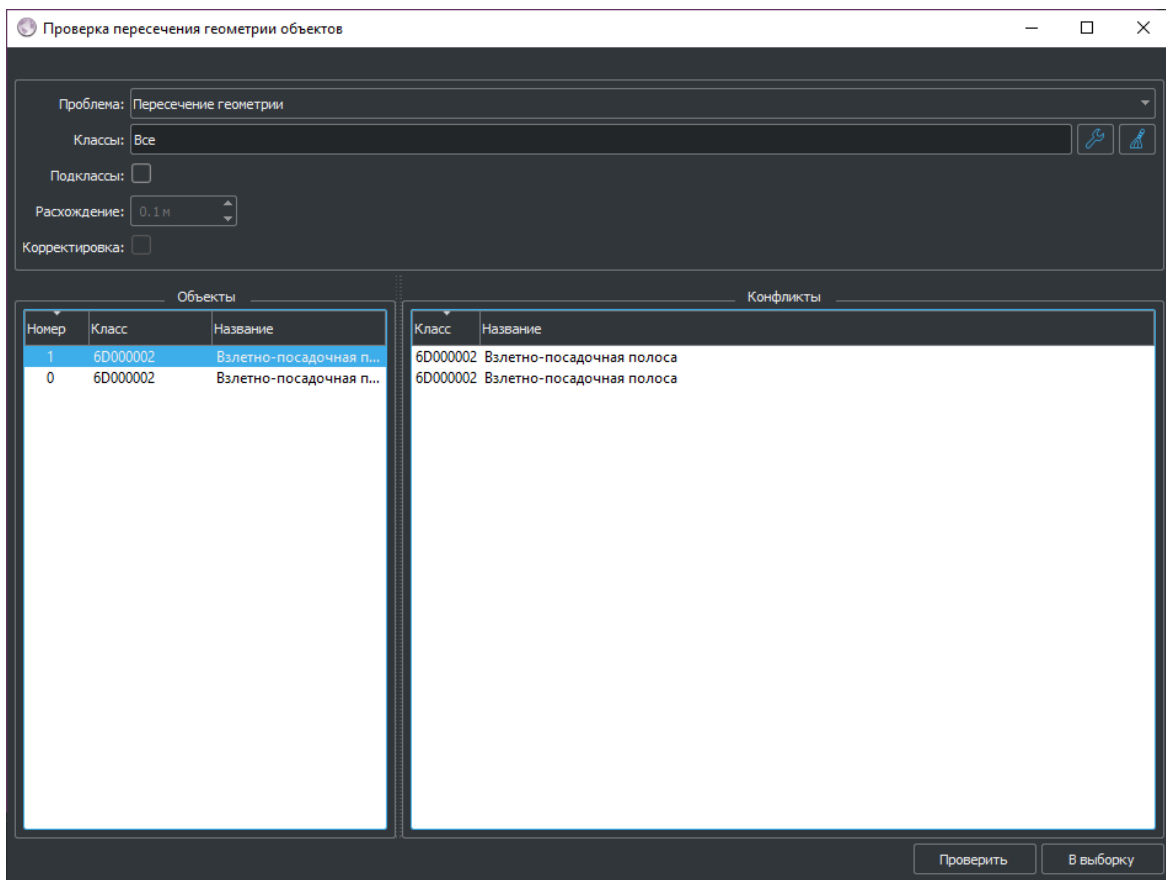 Проверка пересечения геометрии объектов
Проблема: Пересечение геометрии
Классы: Все
Подклассы:
Расхождение: 0.1 м
Корректировка:
Объекты
Номер Класс Название
1 6D000002 Взлетно-посадочная п...
0 6D000002 Взлетно-посадочная п...
Конфликты
Класс Название
6D000002 Взлетно-посадочная полоса
6D000002 Взлетно-посадочная полоса
Проверить В выборку